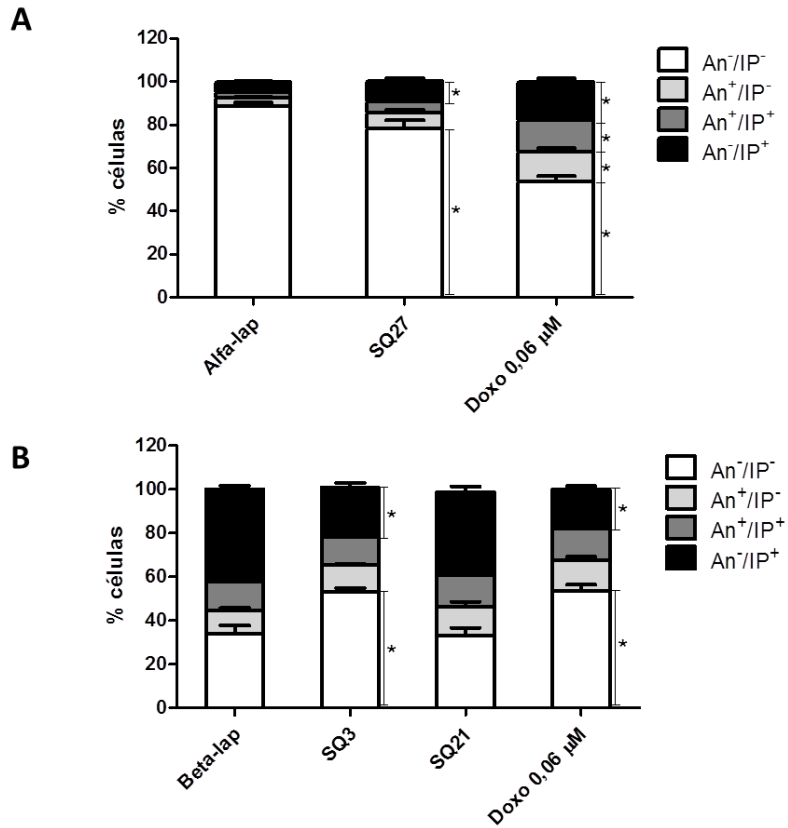 A
120
100
80
60
40
20
0
% células
*
*
*
*
*
*
Alfa-lap
SQ27
Doxo 0,06 µM
An⁻/IP⁻
An⁺/IP⁻
An⁺/IP⁺
An⁻/IP⁺
B
120
100
80
60
40
20
0
% células
*
*
*
*
Beta-lap
SQ3
SQ21
Doxo 0,06 µM
An⁻/IP⁻
An⁺/IP⁻
An⁺/IP⁺
An⁻/IP⁺